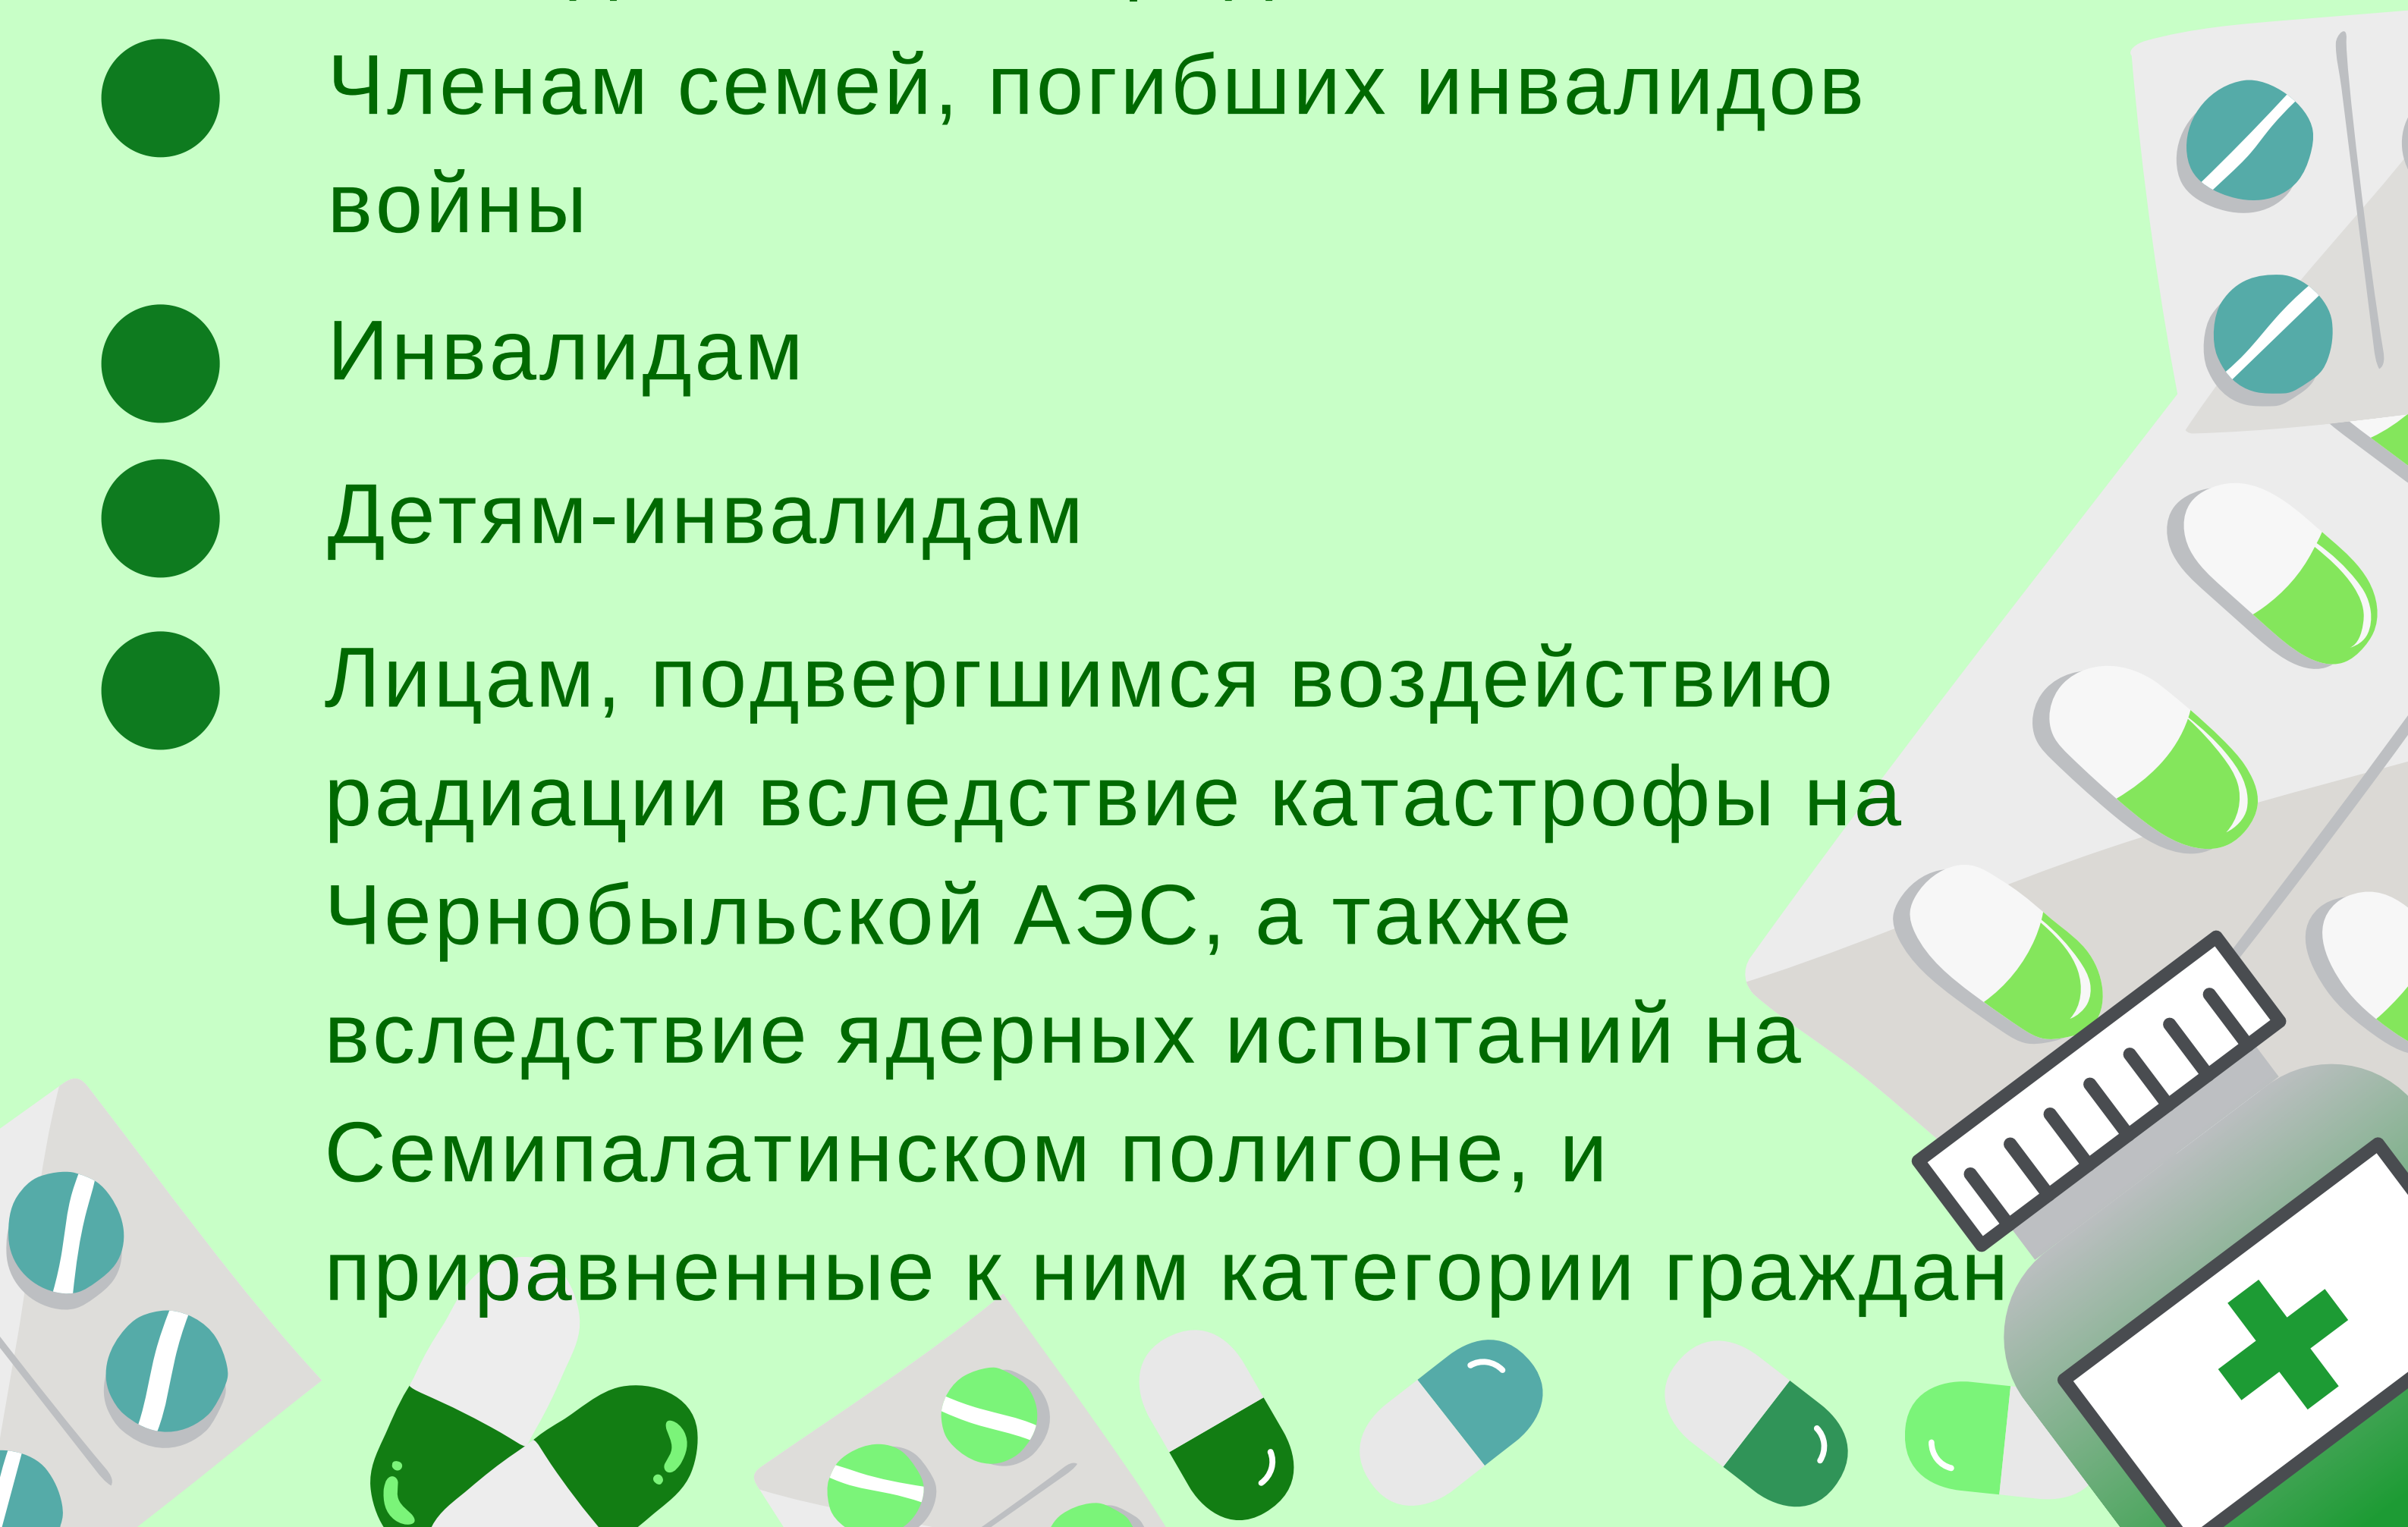 Членам семей, погибших инвалидов
войны
Инвалидам
Детям-инвалидам
Лицам, подвергшимся воздействию
радиации вследствие катастрофы на
Чернобыльской АЭС, а также
вследствие ядерных испытаний на
Семипалатинском полигоне, и
приравненные к ним категории граждан